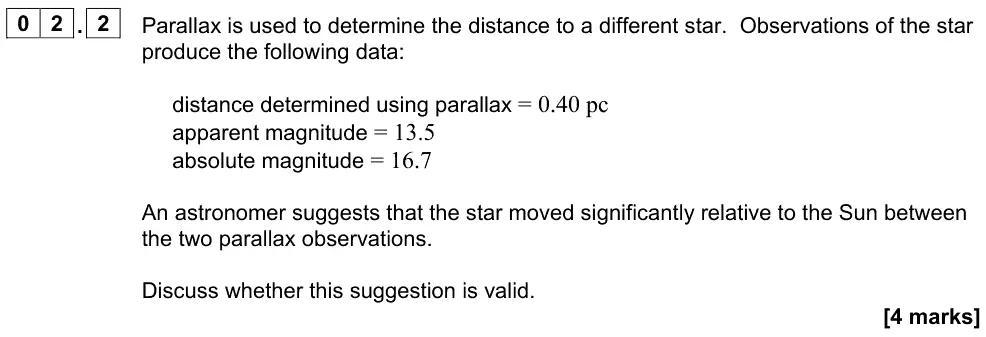 0 2 . 2 Parallax is used to determine the distance to a different star. Observations of the star
produce the following data:
distance determined using parallax = 0.40 pc
apparent magnitude = 13.5
absolute magnitude = 16.7
An astronomer suggests that the star moved significantly relative to the Sun between
the two parallax observations.
Discuss whether this suggestion is valid.
[4 marks]